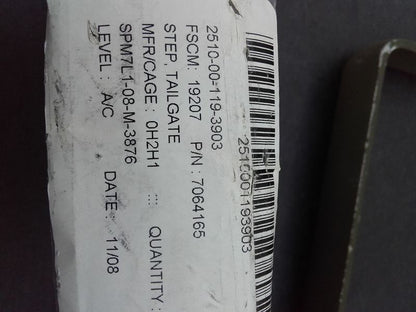 2510001193903
2510-00-119-3903
FSCM: 19207 P/N: 7064165
STEP, TAILGATE
MFR/CAGE: 0H2H1 ::: QUANTITY:
SPM7L1-08-M-3876
LEVEL: A/C DATE: 11/08